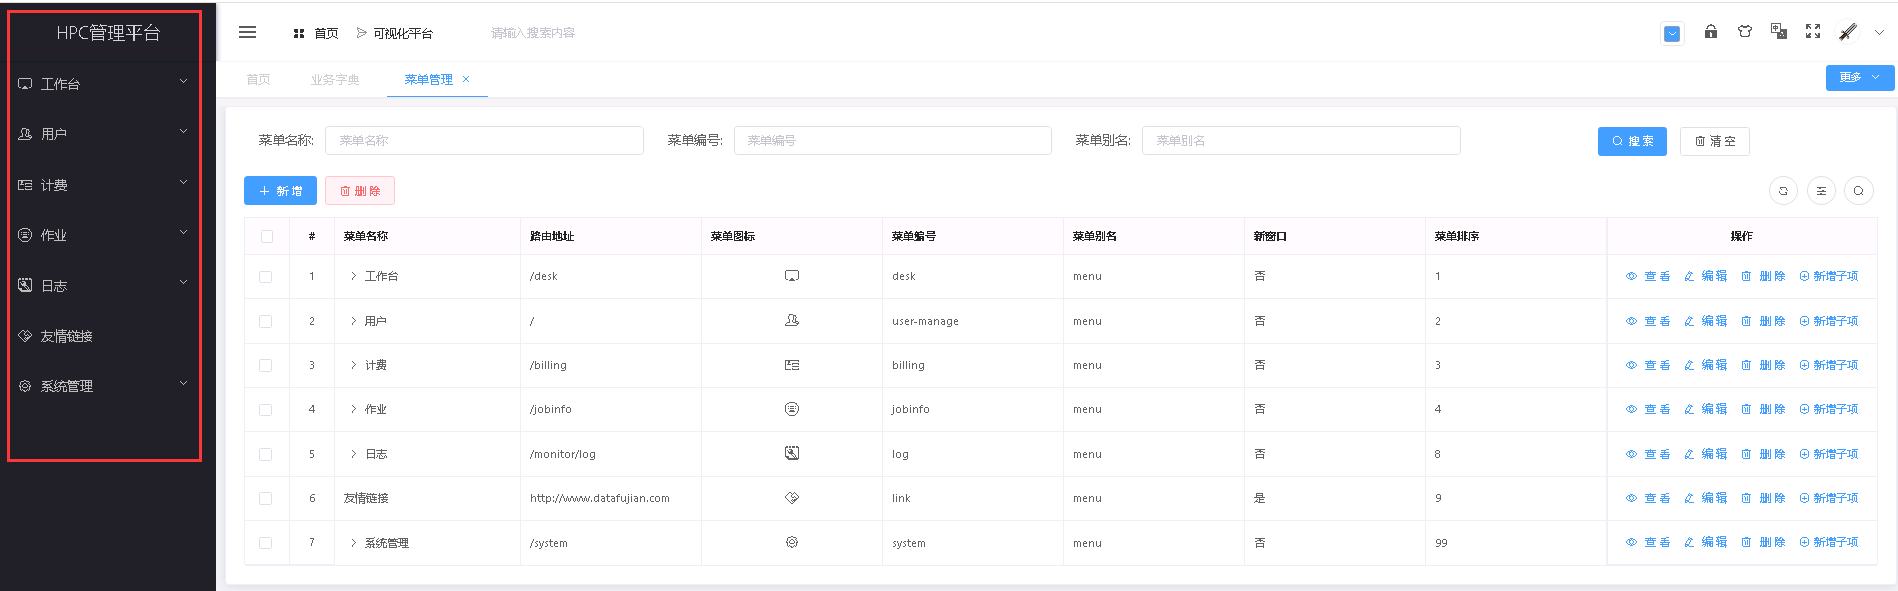 HPC管理平台
工作台
用户
计费
作业
日志
友情链接
系统管理
首页 可视化平台 请输入搜索内容
首页 业务字典 菜单管理 更多
菜单名称: 菜单名称 菜单编号: 菜单编号 菜单别名: 菜单别名 搜索 清空
新增 删除
# 菜单名称 路由地址 菜单图标 菜单编号 菜单别名 新窗口 菜单排序 操作
1 工作台 /desk desk menu 否 1 查看 编辑 删除 新增子项
2 用户 / user-manage menu 否 2 查看 编辑 删除 新增子项
3 计费 /billing billing menu 否 3 查看 编辑 删除 新增子项
4 作业 /jobinfo jobinfo menu 否 4 查看 编辑 删除 新增子项
5 日志 /monitor/log log menu 否 8 查看 编辑 删除 新增子项
6 友情链接 http://www.datafujian.com link menu 是 9 查看 编辑 删除 新增子项
7 系统管理 /system system menu 否 99 查看 编辑 删除 新增子项